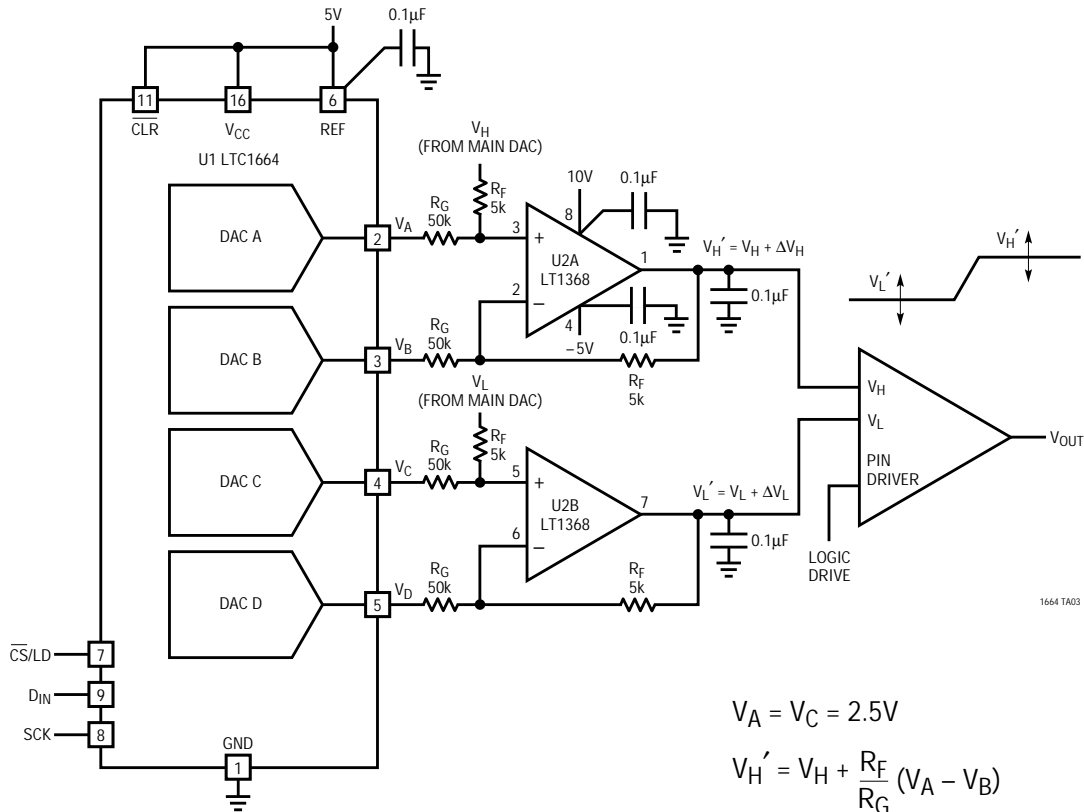 5V
0.1µF
11
16
6
CLR
VCC
REF
U1 LTC1664
VH
(FROM MAIN DAC)
RF
5k
10V
0.1µF
8
DAC A
2
VA
RG
50k
3
+
U2A
LT1368
1
VH′ = VH + ΔVH
0.1µF
2
−
4
0.1µF
−5V
DAC B
3
VB
RG
50k
RF
5k
VL
(FROM MAIN DAC)
RF
5k
DAC C
4
VC
RG
50k
5
+
U2B
LT1368
7
VL′ = VL + ΔVL
0.1µF
6
−
DAC D
5
VD
RG
50k
RF
5k
VH′
VL′
VH
VL
PIN
DRIVER
VOUT
LOGIC
DRIVE
1664 TA03
CS/LD
7
DIN
9
SCK
8
GND
1
VA = VC = 2.5V
VH′ = VH + RF/RG (VA – VB)